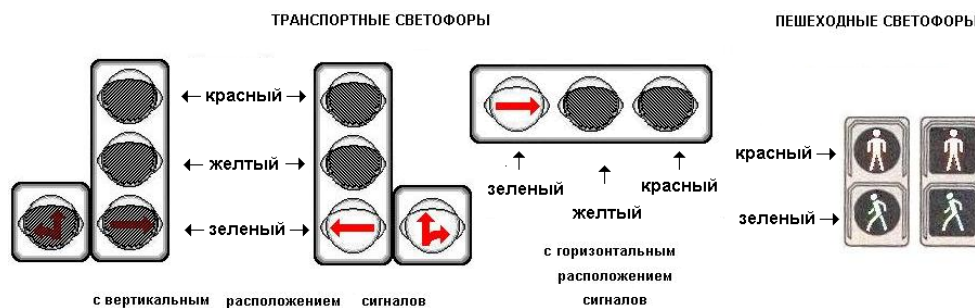 ТРАНСПОРТНЫЕ СВЕТОФОРЫ
ПЕШЕХОДНЫЕ СВЕТОФОРЫ
← красный →
← желтый →
← зеленый →
зеленый
желтый
красный
красный →
зеленый →
с горизонтальным
расположением
сигналов
с вертикальным расположением сигналов